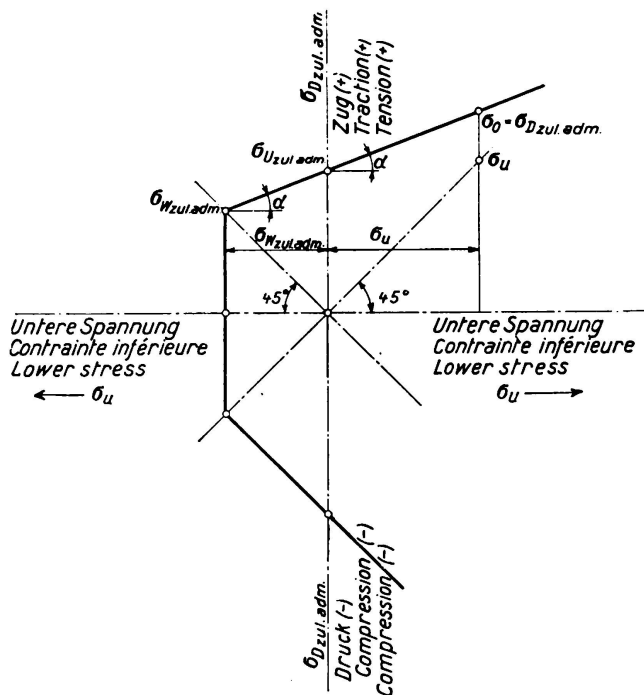 σDzul.adm.
Zug (+)
Traction (+)
Tension (+)
σ0 = σDzul.adm.
σu
σUzul.adm.
α
σWzul.adm.
α
σWzul.adm.
σu
45°
45°
Untere Spannung
Contrainte inférieure
Lower stress
← σu
Untere Spannung
Contrainte inférieure
Lower stress
σu →
σDzul.adm.
Druck (-)
Compression (-)
Compression (-)